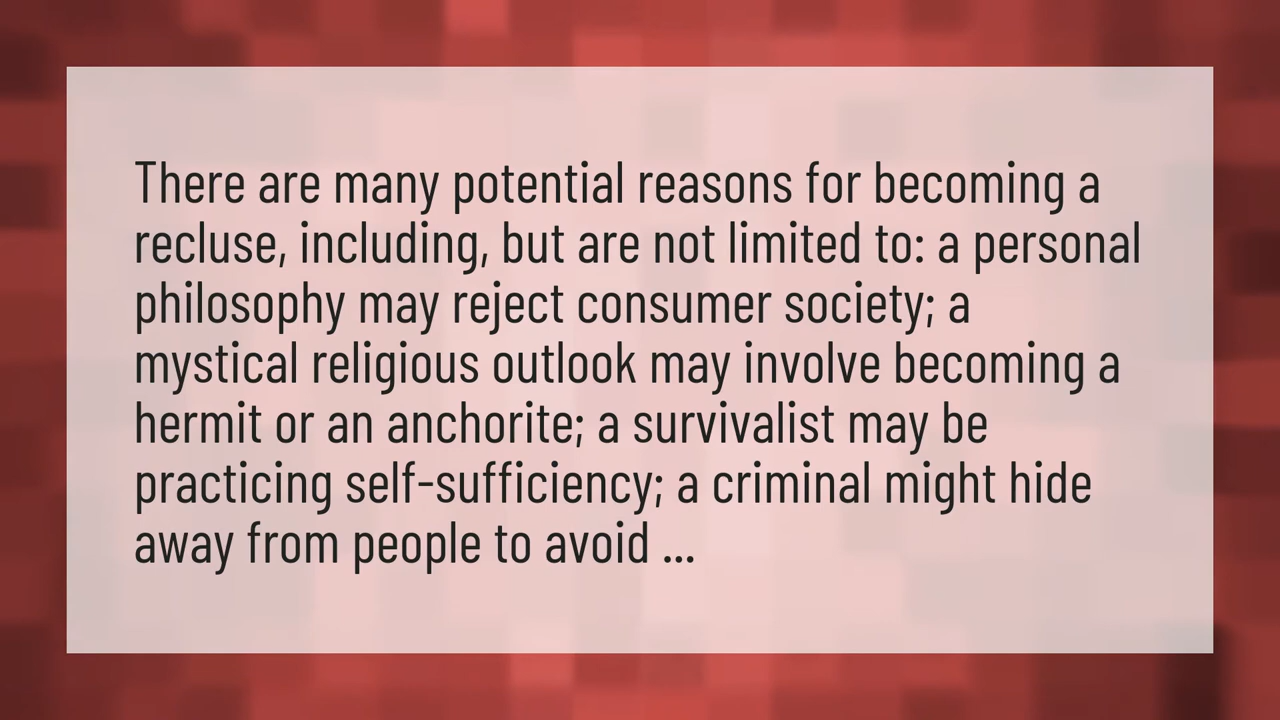 There are many potential reasons for becoming a
recluse, including, but are not limited to: a personal
philosophy may reject consumer society; a
mystical religious outlook may involve becoming a
hermit or an anchorite; a survivalist may be
practicing self-sufficiency; a criminal might hide
away from people to avoid ...